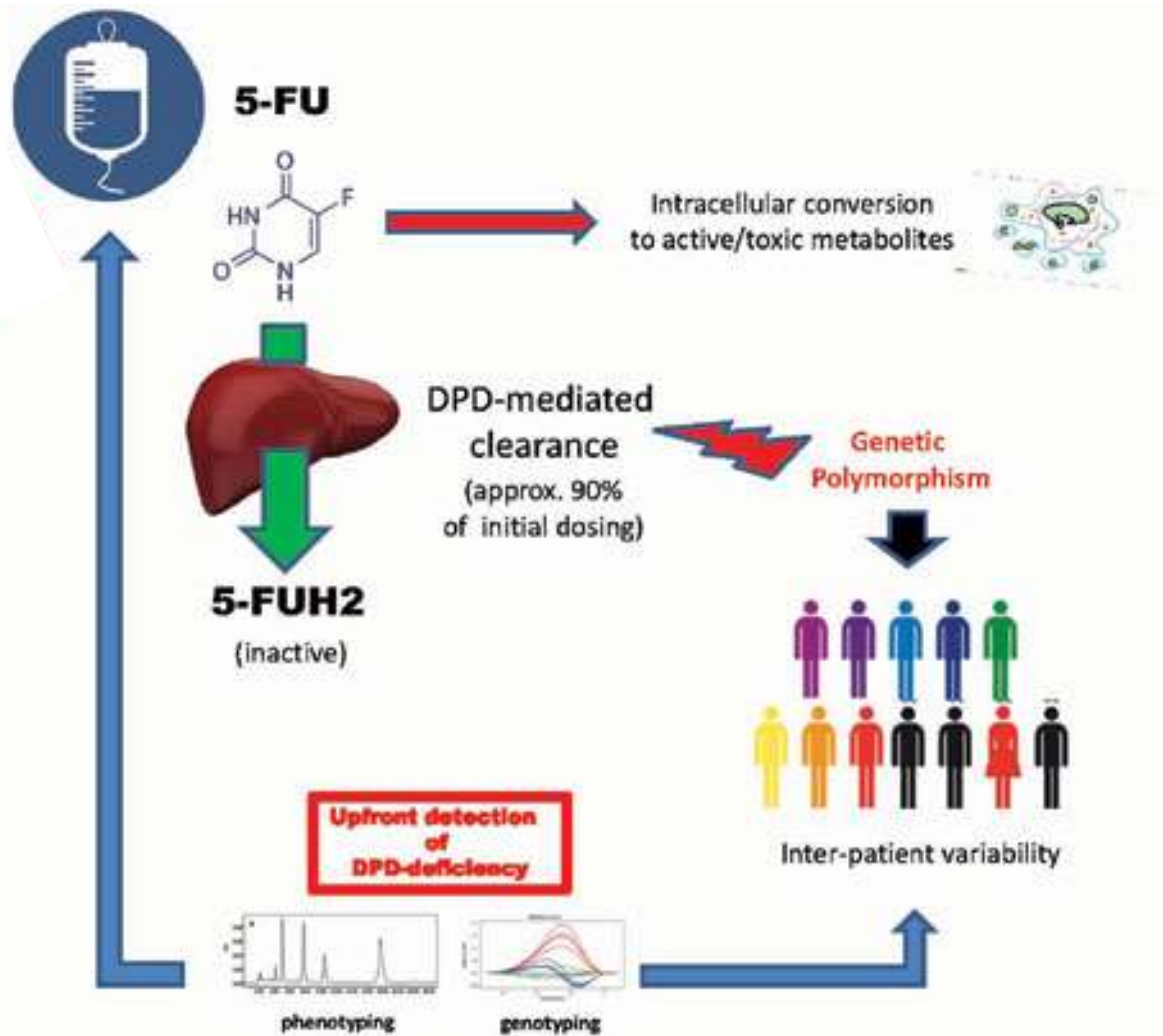 5-FU
O
F
HN
O
N
H
Intracellular conversion
to active/toxic metabolites
DPD-mediated
clearance
(approx. 90%
of initial dosing)
Genetic
Polymorphism
5-FUH2
(inactive)
Inter-patient variability
Upfront detection
of
DPD-deficiency
phenotyping
genotyping